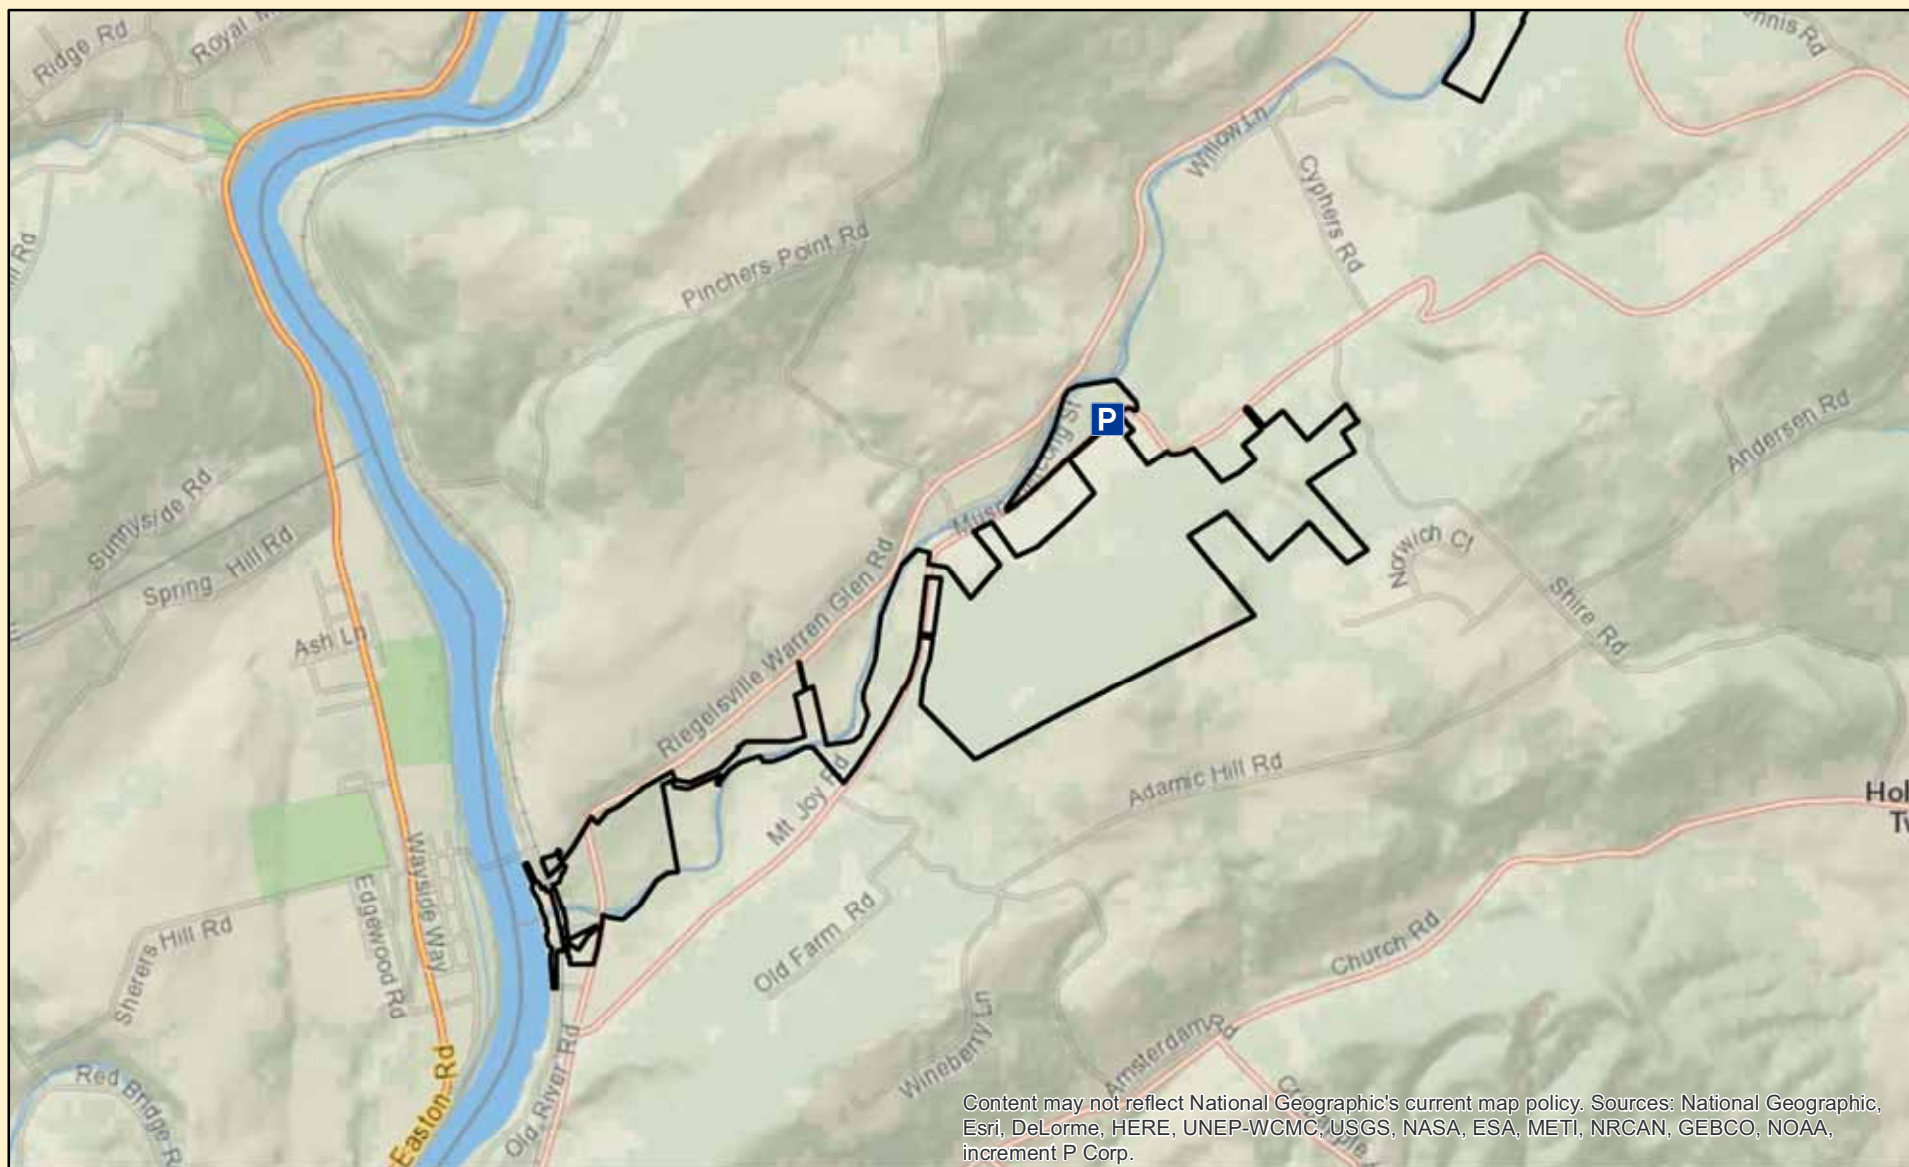 Ridge Rd
Royal
nnis Rd
Willow Ln
Cyphers Rd
Rd
Pinchers Point Rd
Sunnyside Rd
Spring Hill Rd
Ash Ln
Riegelsville Warren Glen Rd
P
Andersen Rd
Norwich Ct
Shire Rd
Mt Joy Rd
Adamic Hill Rd
Hol
Tw
Wayside Way
Edgewood Rd
Sherers Hill Rd
Old Farm Rd
Church Rd
Wineberry Ln
Amsterdam Rd
Red Bridge R
Easton Rd
Old River Rd
Content may not reflect National Geographic's current map policy. Sources: National Geographic,
Esri, DeLorme, HERE, UNEP-WCMC, USGS, NASA, ESA, METI, NRCAN, GEBCO, NOAA,
increment P Corp.